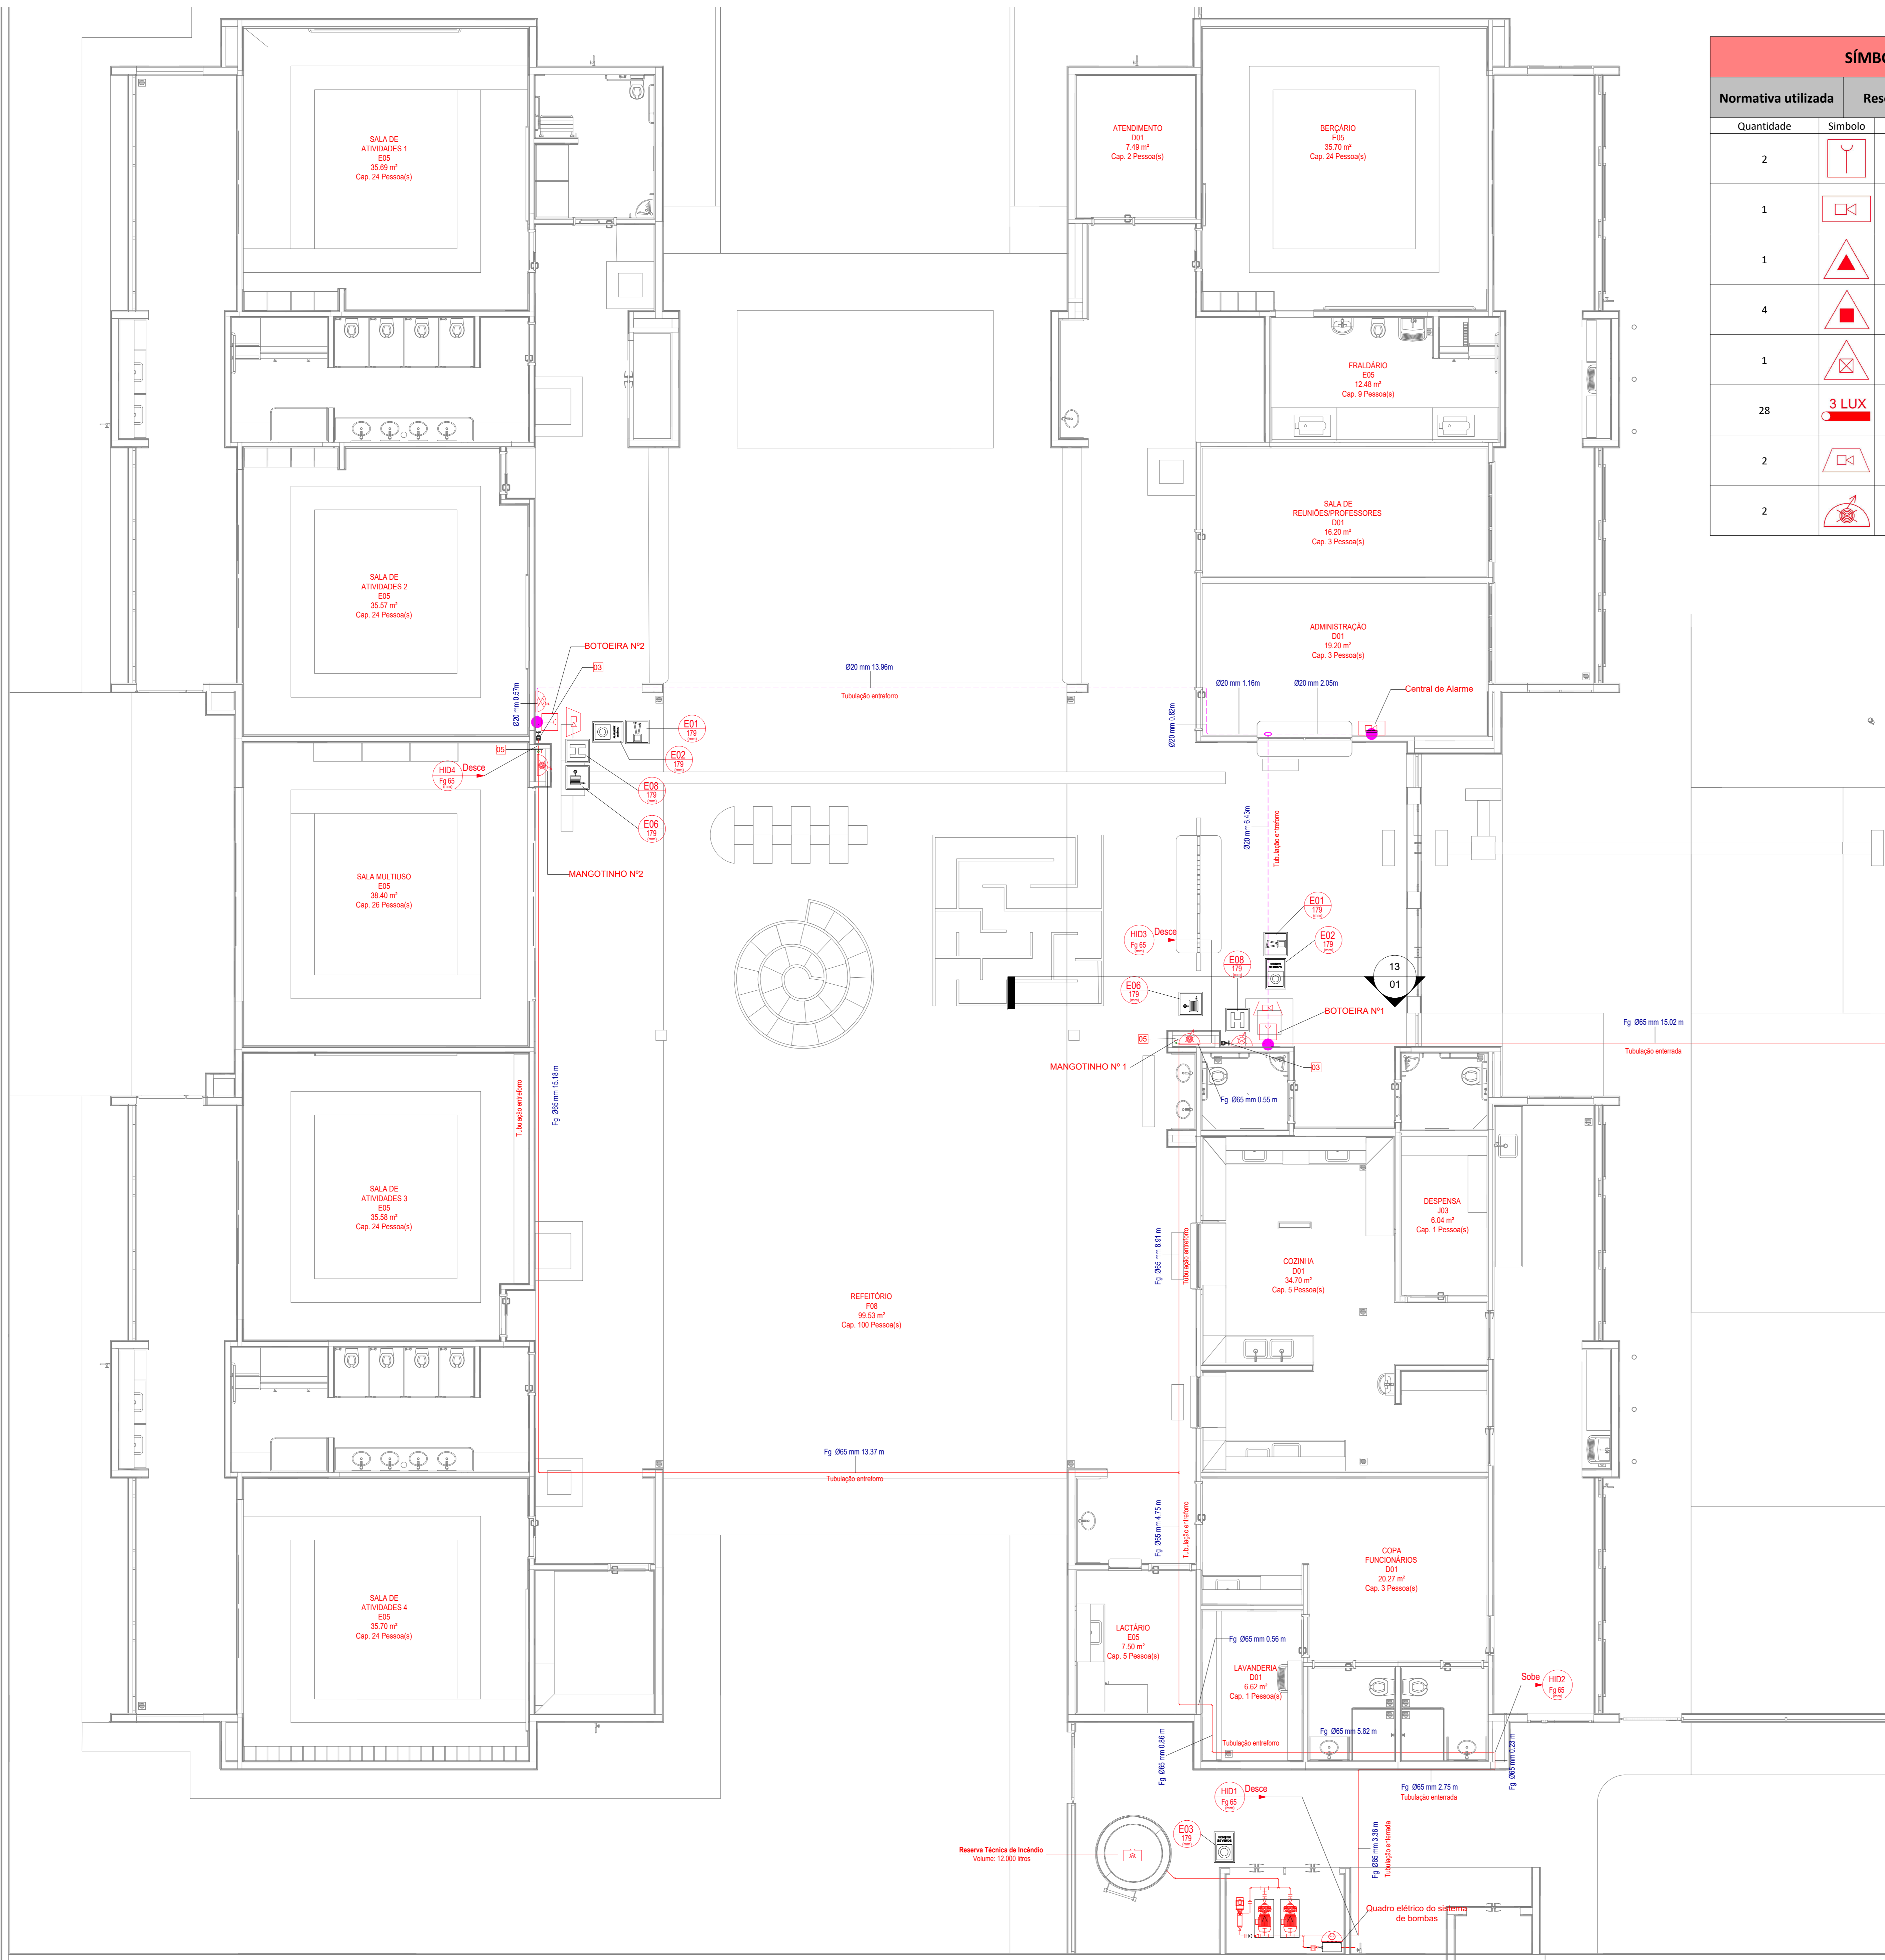 SALA DE
ATIVIDADES 1
E05
35.69 m²
Cap. 24 Pessoa(s)
ATENDIMENTO
D01
7.49 m²
Cap. 2 Pessoa(s)
BERÇÁRIO
E05
35.70 m²
Cap. 24 Pessoa(s)
SÍMB
Normativa utilizada
Res
Quantidade
Simbolo
2
1
1
4
1
28
3 LUX
2
2
FRALDÁRIO
E05
12.48 m²
Cap. 9 Pessoa(s)
SALA DE
REUNIÕES/PROFESSORES
D01
16.20 m²
Cap. 3 Pessoa(s)
SALA DE
ATIVIDADES 2
E05
35.57 m²
Cap. 24 Pessoa(s)
ADMINISTRAÇÃO
D01
19.20 m²
Cap. 3 Pessoa(s)
BOTOEIRA Nº2
03
Ø20 mm 0.57m
Ø20 mm 13.96m
Tubulação entreforro
Ø20 mm 1.16m
Ø20 mm 2.05m
Central de Alarme
Ø20 mm 0.82m
E01
179
E02
179
E08
179
E06
179
05
HID4
Fg 65
Desce
MANGOTINHO Nº2
SALA MULTIUSO
E05
38.40 m²
Cap. 26 Pessoa(s)
Ø20 mm 6.43m
Tubulação entreforro
HID3
Fg 65
Desce
E01
179
E02
179
E08
179
E06
179
13
01
BOTOEIRA Nº1
05
03
MANGOTINHO Nº 1
Fg Ø65 mm 0.55 m
Fg Ø65 mm 15.02 m
Tubulação enterrada
Tubulação entreforro
Fg Ø65 mm 15.18 m
SALA DE
ATIVIDADES 3
E05
35.58 m²
Cap. 24 Pessoa(s)
DESPENSA
J03
6.04 m²
Cap. 1 Pessoa(s)
Fg Ø65 mm 8.91 m
Tubulação entreforro
COZINHA
D01
34.70 m²
Cap. 5 Pessoa(s)
REFEITÓRIO
F08
99.53 m²
Cap. 100 Pessoa(s)
Fg Ø65 mm 13.37 m
Tubulação entreforro
Fg Ø65 mm 4.75 m
Tubulação entreforro
COPA
FUNCIONÁRIOS
D01
20.27 m²
Cap. 3 Pessoa(s)
SALA DE
ATIVIDADES 4
E05
35.70 m²
Cap. 24 Pessoa(s)
LACTÁRIO
E05
7.50 m²
Cap. 5 Pessoa(s)
Fg Ø65 mm 0.56 m
LAVANDERIA
D01
6.62 m²
Cap. 1 Pessoa(s)
Sobe
HID2
Fg 65
Fg Ø65 mm 5.82 m
Tubulação entreforro
Fg Ø65 mm 0.86 m
Fg Ø65 mm 0.23 m
Fg Ø65 mm 2.75 m
Tubulação enterrada
HID1
Fg 65
Desce
E03
179
Fg Ø65 mm 3.36 m
Tubulação enterrada
Reserva Técnica de Incêndio
Volume: 12.000 litros
Quadro elétrico do sistema
de bombas